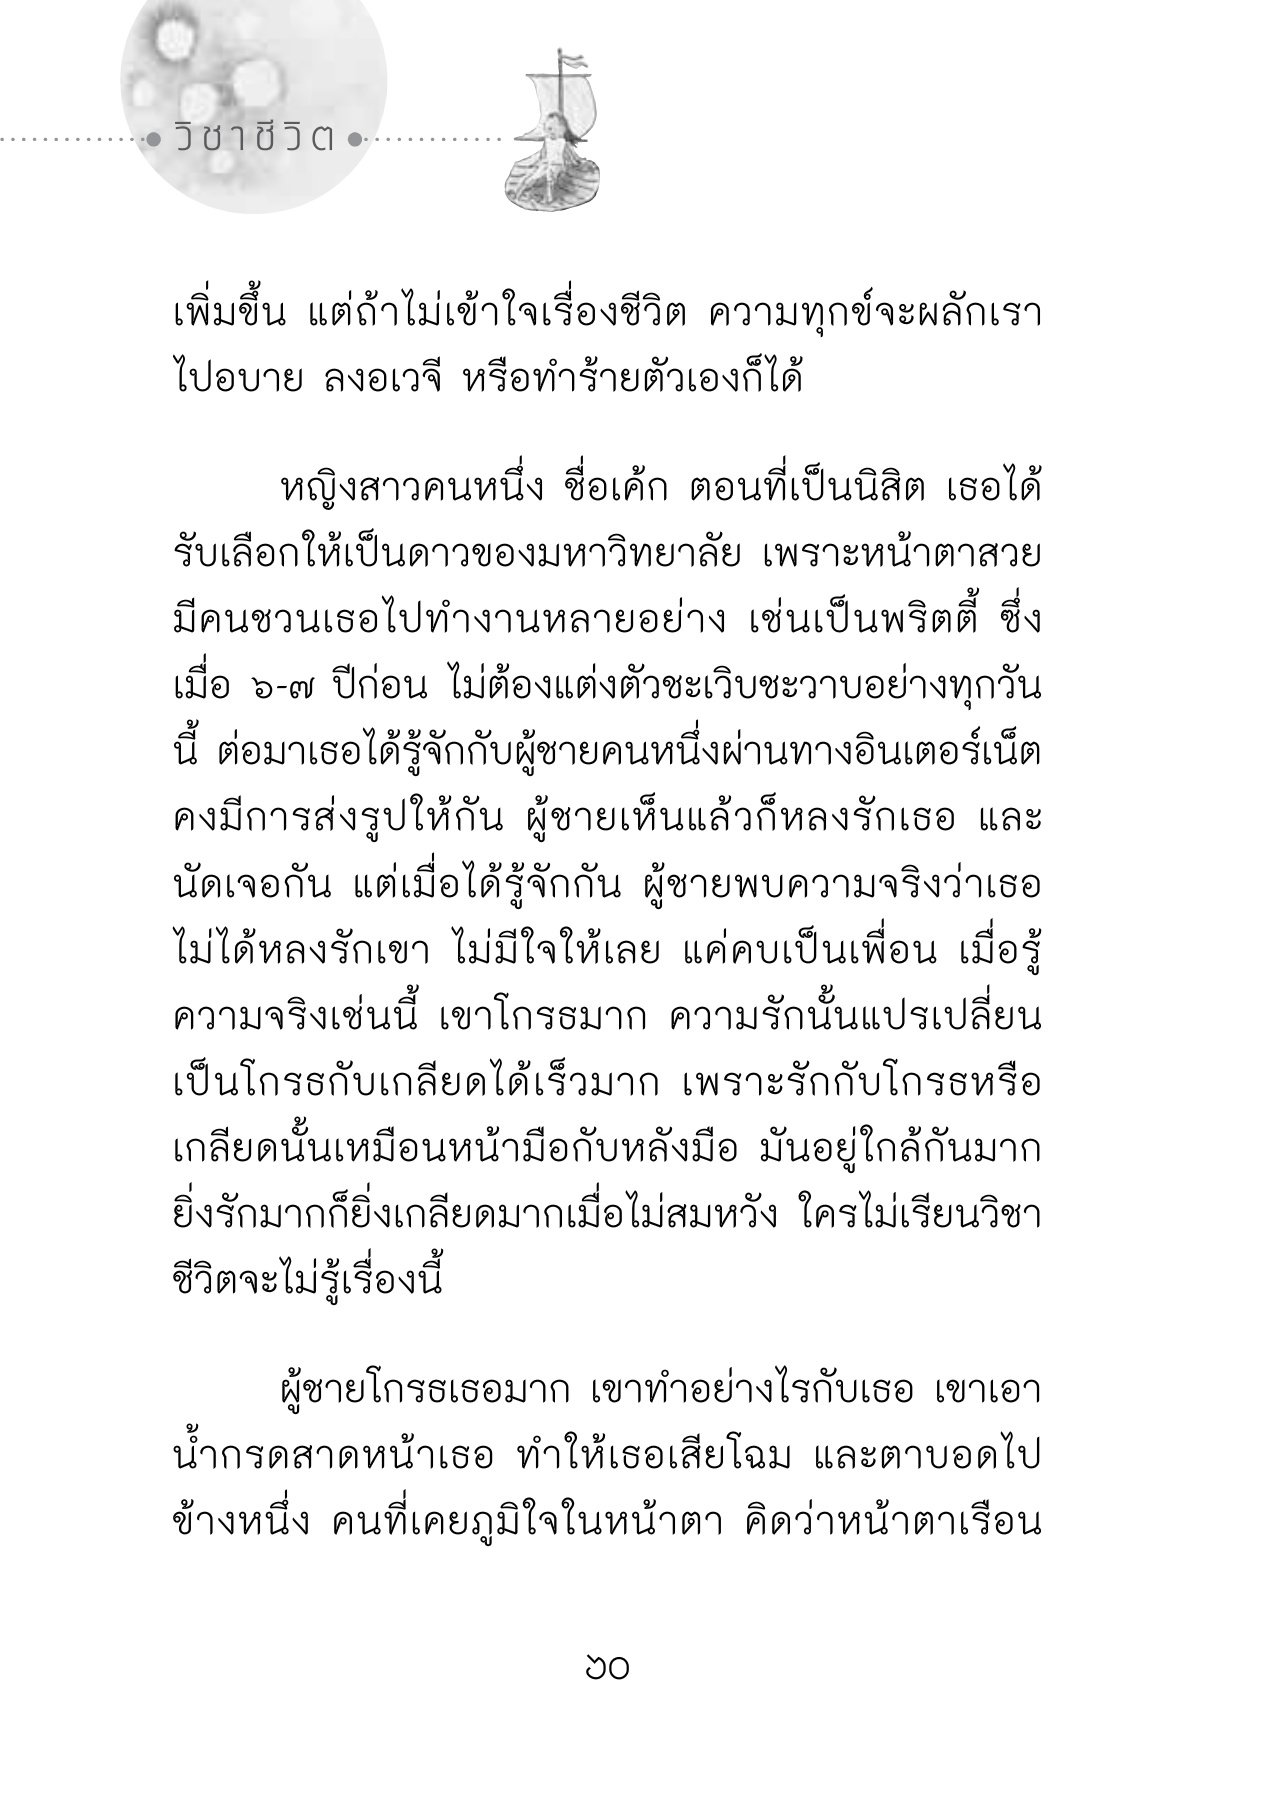 วิชาชีวิต
เพิ่มขึ้น แต่ถ้าไม่เข้าใจเรื่องชีวิต ความทุกข์จะผลักเรา
ไปอบาย ลงอเวจี หรือทำร้ายตัวเองก็ได้
หญิงสาวคนหนึ่ง ชื่อเค้ก ตอนที่เป็นนิสิต เธอได้
รับเลือกให้เป็นดาวของมหาวิทยาลัย เพราะหน้าตาสวย
มีคนชวนเธอไปทำงานหลายอย่าง เช่นเป็นพริตตี้ ซึ่ง
เมื่อ ๖-๗ ปีก่อน ไม่ต้องแต่งตัวชะเวิบชะวาบอย่างทุกวัน
นี้ ต่อมาเธอได้รู้จักกับผู้ชายคนหนึ่งผ่านทางอินเตอร์เน็ต
คงมีการส่งรูปให้กัน ผู้ชายเห็นแล้วก็หลงรักเธอ และ
นัดเจอกัน แต่เมื่อได้รู้จักกัน ผู้ชายพบความจริงว่าเธอ
ไม่ได้หลงรักเขา ไม่มีใจให้เลย แค่คบเป็นเพื่อน เมื่อรู้
ความจริงเช่นนี้ เขาโกรธมาก ความรักนั้นแปรเปลี่ยน
เป็นโกรธกับเกลียดได้เร็วมาก เพราะรักกับโกรธหรือ
เกลียดนั้นเหมือนหน้ามือกับหลังมือ มันอยู่ใกล้กันมาก
ยิ่งรักมากก็ยิ่งเกลียดมากเมื่อไม่สมหวัง ใครไม่เรียนวิชา
ชีวิตจะไม่รู้เรื่องนี้
ผู้ชายโกรธเธอมาก เขาทำอย่างไรกับเธอ เขาเอา
น้ำกรดสาดหน้าเธอ ทำให้เธอเสียโฉม และตาบอดไป
ข้างหนึ่ง คนที่เคยภูมิใจในหน้าตา คิดว่าหน้าตาเรือน
๖๐